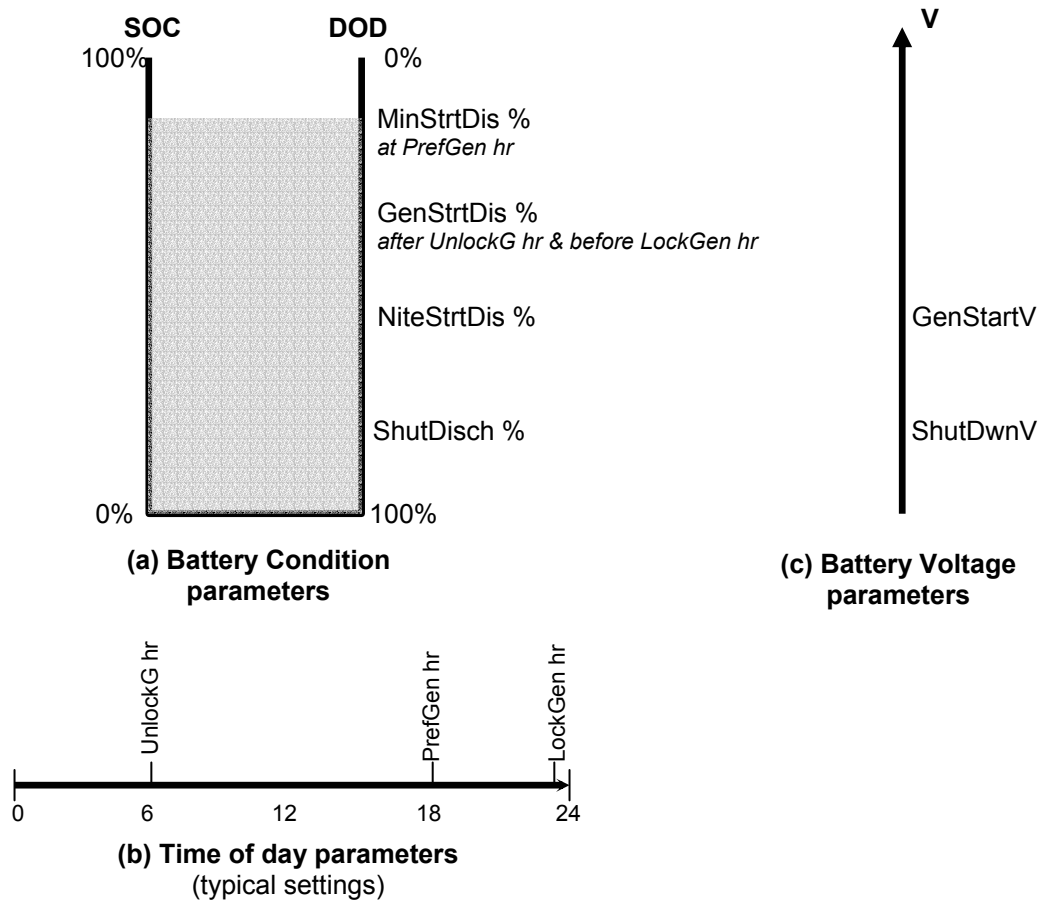 SOC
DOD
100%
0%
MinStrtDis %
at PrefGen hr
GenStrtDis %
after UnlockG hr & before LockGen hr
NiteStrtDis %
ShutDisch %
0%
100%
(a) Battery Condition
parameters
V
GenStartV
ShutDwnV
(c) Battery Voltage
parameters
UnlockG hr
PrefGen hr
LockGen hr
0
6
12
18
24
(b) Time of day parameters
(typical settings)